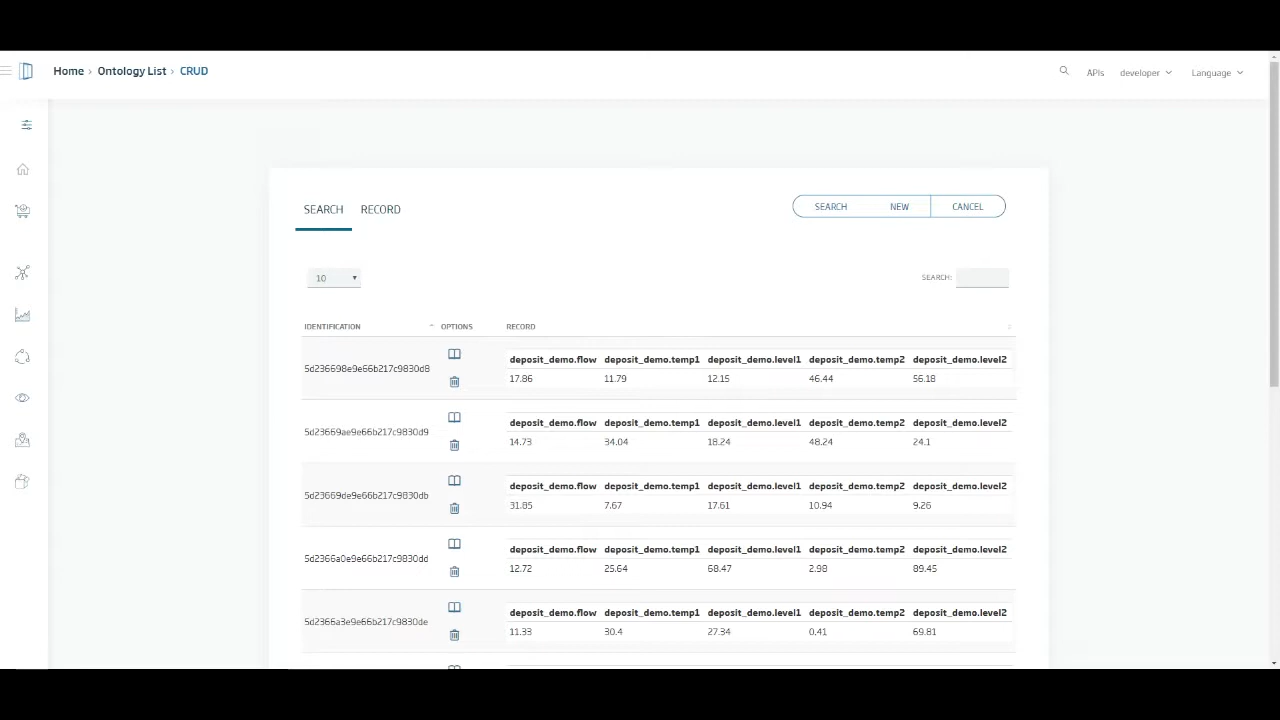 Home › Ontology List › CRUD
APIs developer Language
SEARCH RECORD
SEARCH NEW CANCEL
10
SEARCH:
IDENTIFICATION OPTIONS RECORD
deposit_demo.flow deposit_demo.temp1 deposit_demo.level1 deposit_demo.temp2 deposit_demo.level2
5d236698e9e66b217c9830d8
17.86 11.79 12.15 46.44 56.18
deposit_demo.flow deposit_demo.temp1 deposit_demo.level1 deposit_demo.temp2 deposit_demo.level2
5d23669ae9e66b217c9830d9
14.73 34.04 18.24 48.24 24.1
deposit_demo.flow deposit_demo.temp1 deposit_demo.level1 deposit_demo.temp2 deposit_demo.level2
5d23669de9e66b217c9830db
31.85 7.67 17.61 10.94 9.26
deposit_demo.flow deposit_demo.temp1 deposit_demo.level1 deposit_demo.temp2 deposit_demo.level2
5d2366a0e9e66b217c9830dd
12.72 25.64 68.47 2.98 89.45
deposit_demo.flow deposit_demo.temp1 deposit_demo.level1 deposit_demo.temp2 deposit_demo.level2
5d2366a3e9e66b217c9830de
11.33 30.4 27.34 0.41 69.81